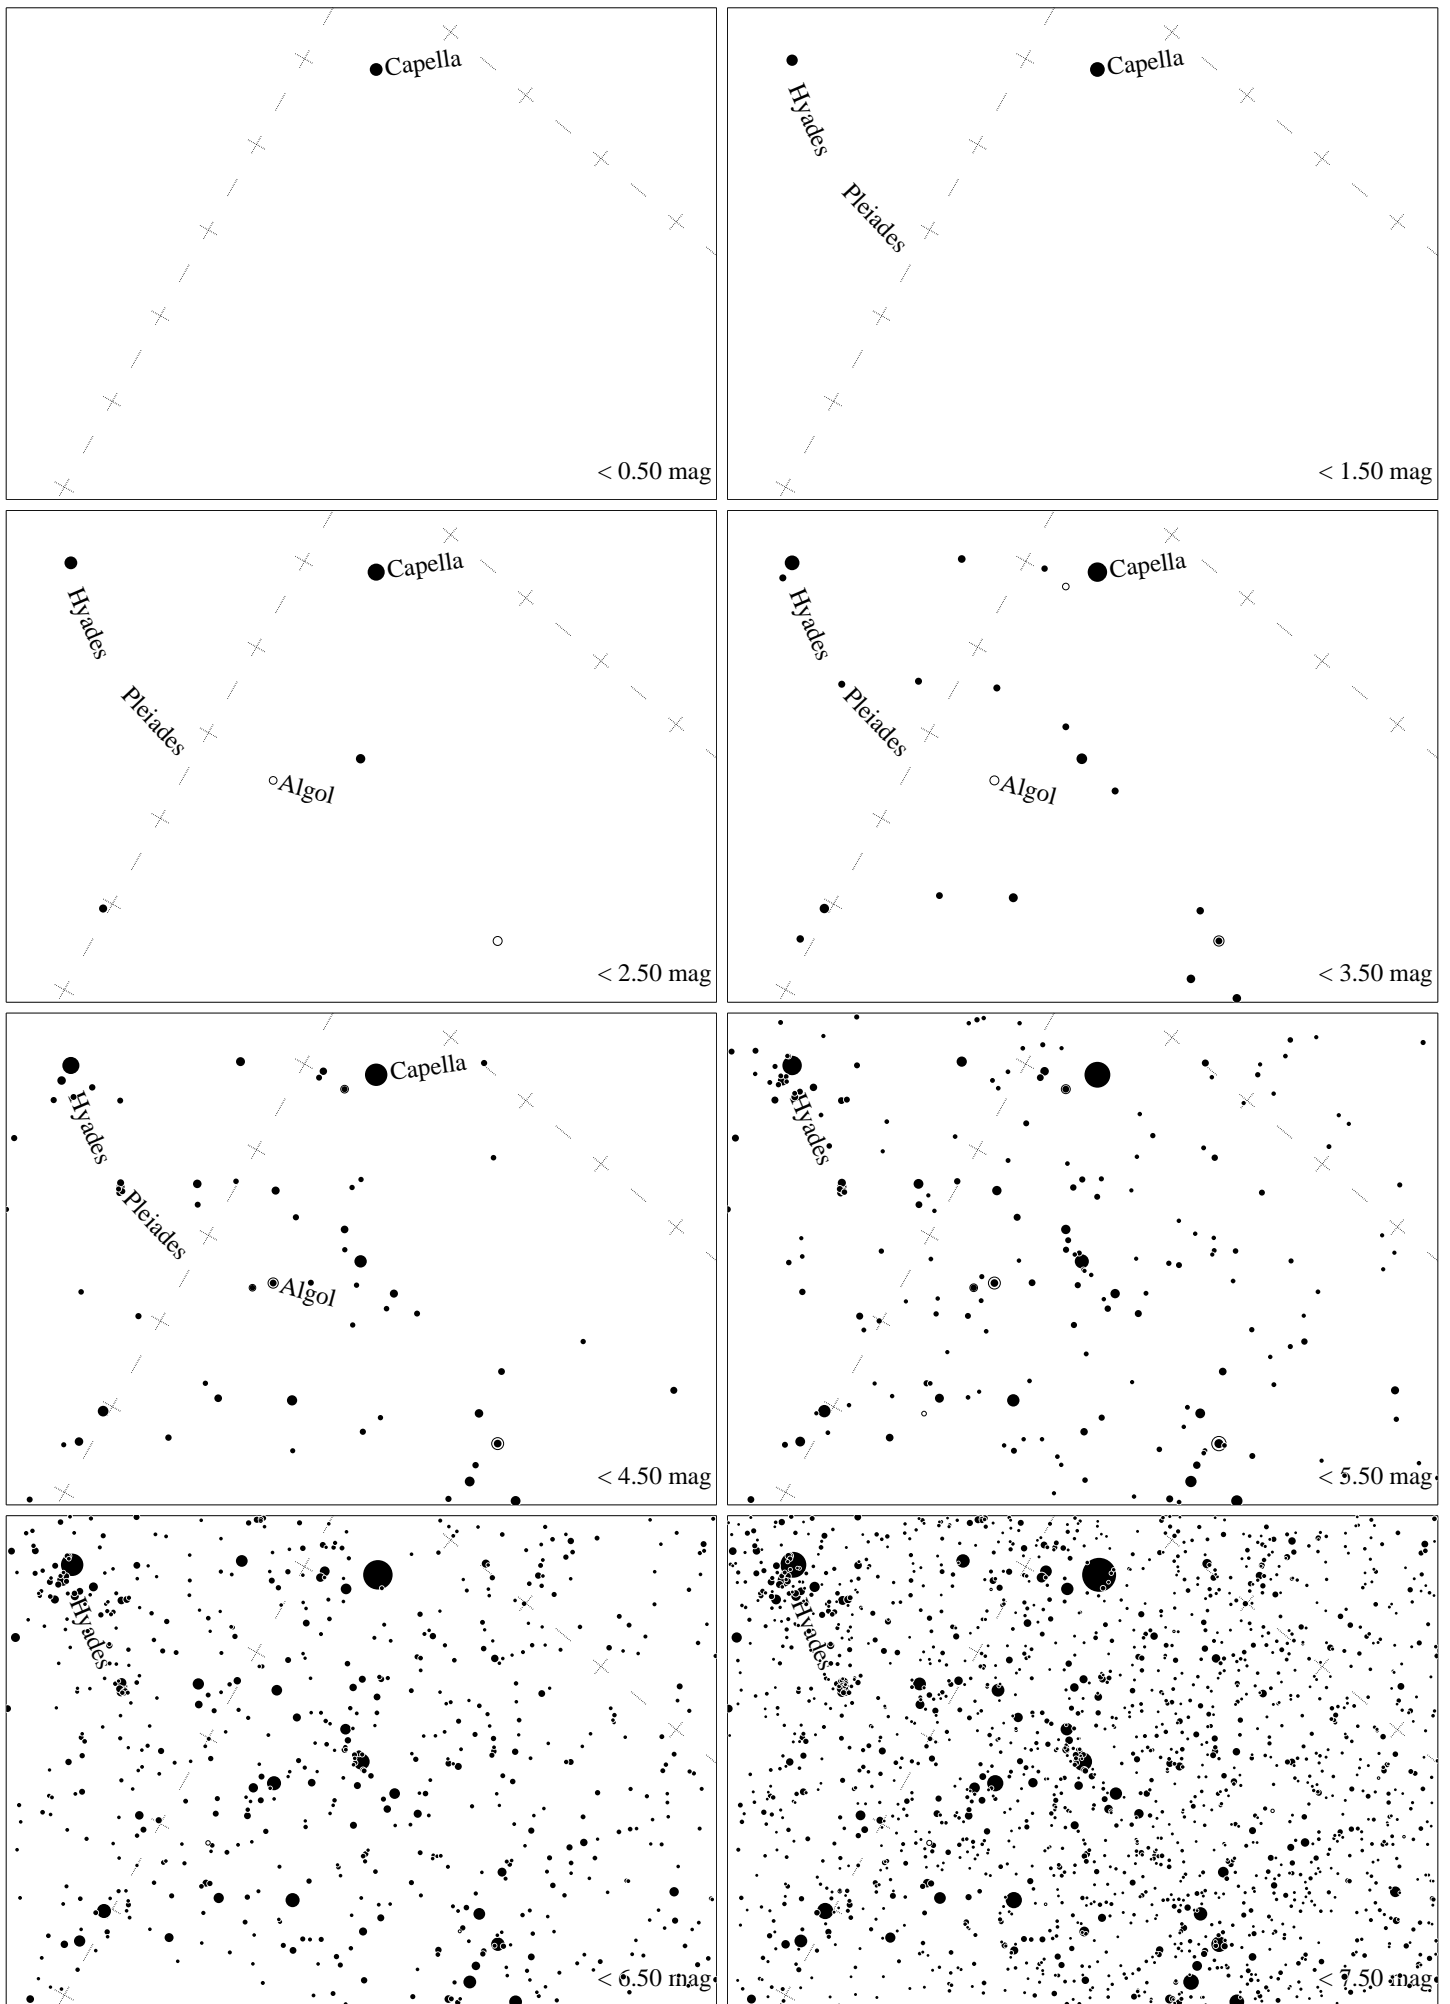 Capella
< 0.50 mag
Capella
Hyades
Pleiades
< 1.50 mag
Capella
Hyades
Pleiades
Algol
< 2.50 mag
Capella
Hyades
Pleiades
Algol
< 3.50 mag
Capella
Hyades
Pleiades
Algol
< 4.50 mag
Hyades
< 5.50 mag
Hyades
< 6.50 mag
Hyades
< 7.50 mag